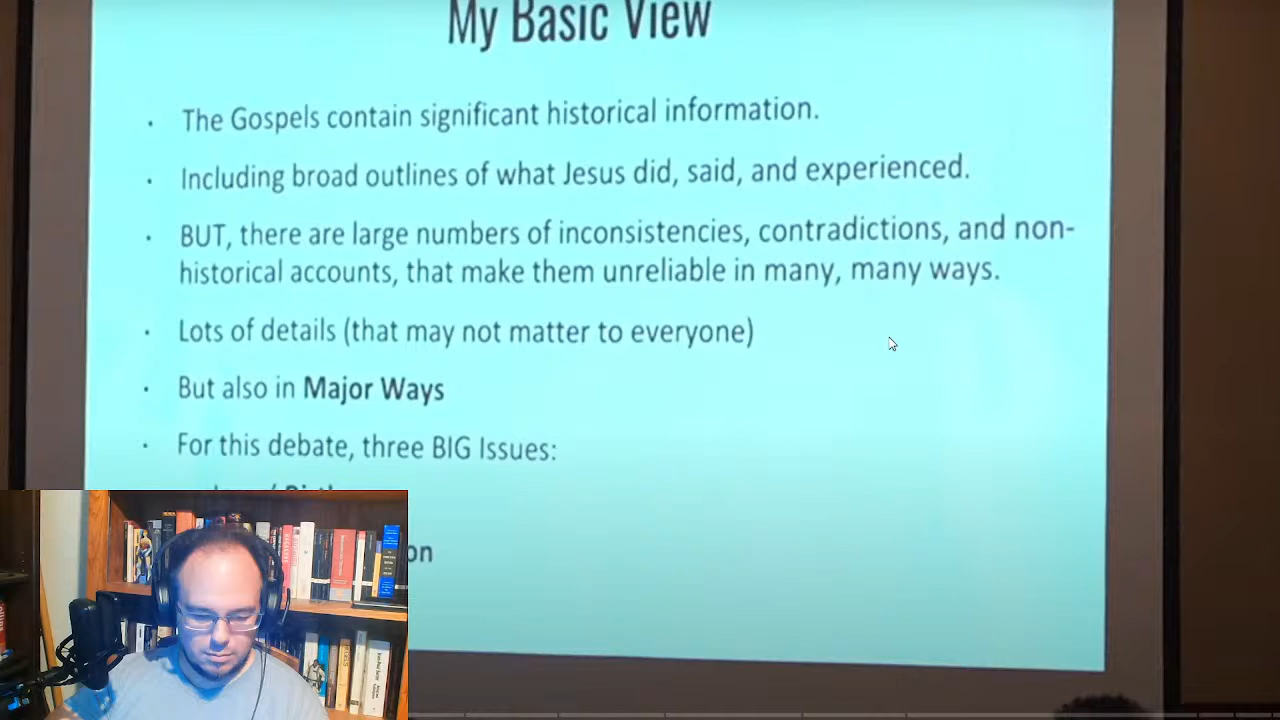 My Basic View
· The Gospels contain significant historical information.
· Including broad outlines of what Jesus did, said, and experienced.
· BUT, there are large numbers of inconsistencies, contradictions, and non-
historical accounts, that make them unreliable in many, many ways.
· Lots of details (that may not matter to everyone)
· But also in Major Ways
· For this debate, three BIG Issues:
on